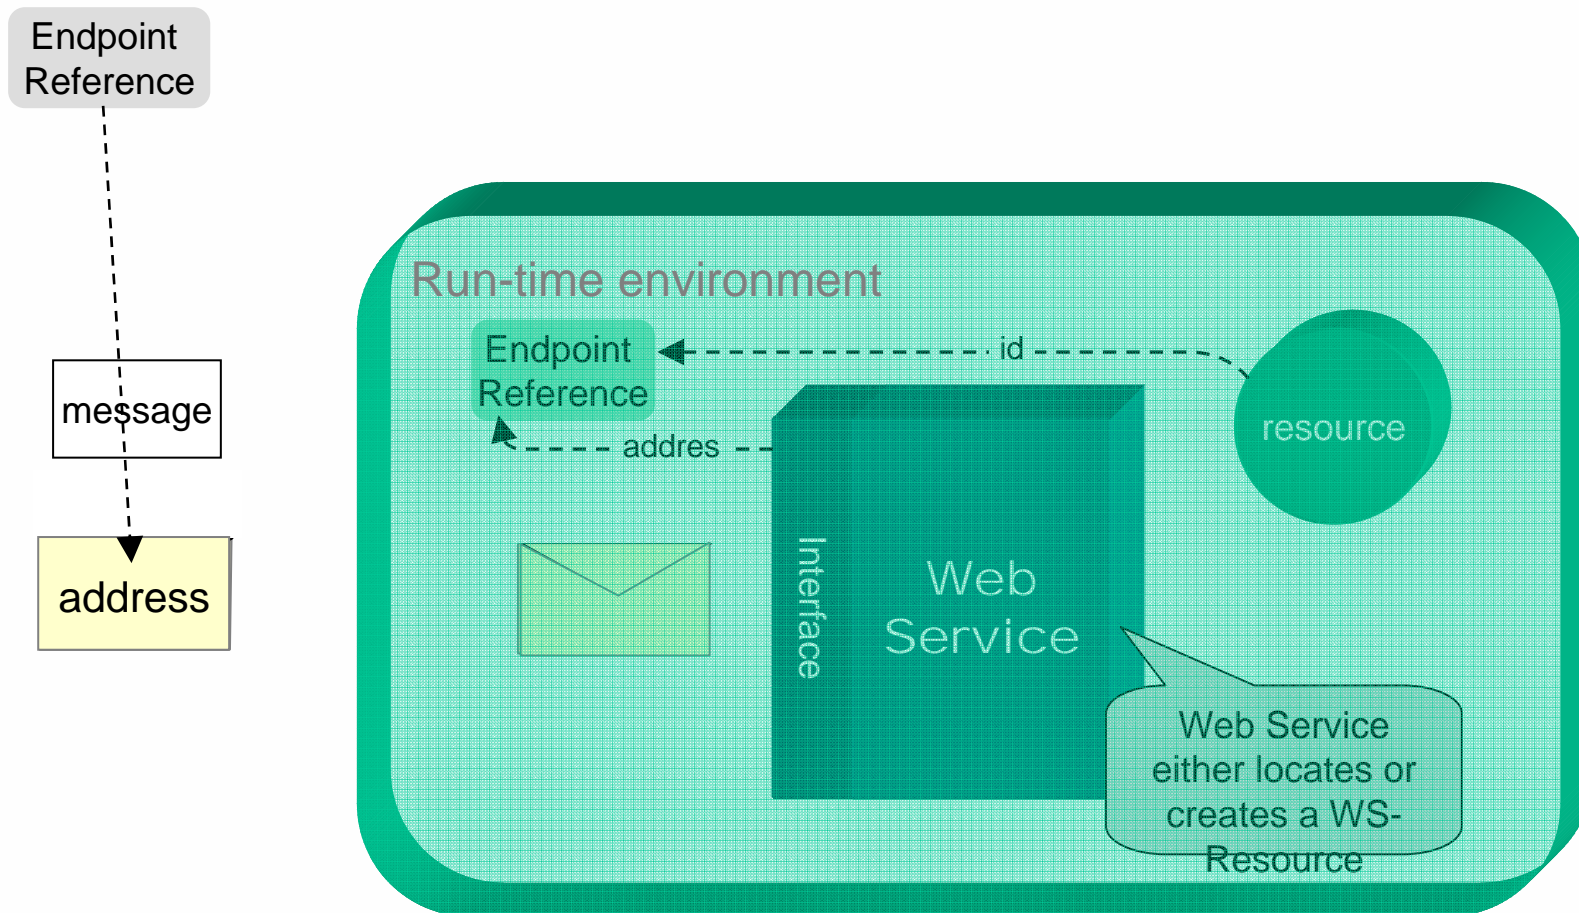 Endpoint
Reference
message
address
Run-time environment
Endpoint
Reference
id
addres
resource
Interface
Web
Service
Web Service
either locates or
creates a WS-
Resource